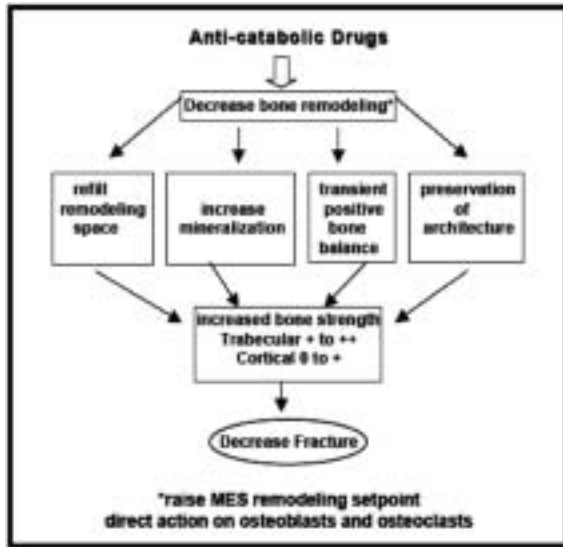 Anti-catabolic Drugs
Decrease bone remodeling*
refill
remodeling
space
increase
mineralization
transient
positive
bone
balance
preservation
of
architecture
increased bone strength
Trabecular + to ++
Cortical 0 to +
Decrease Fracture
*raise MES remodeling setpoint
direct action on osteoblasts and osteoclasts